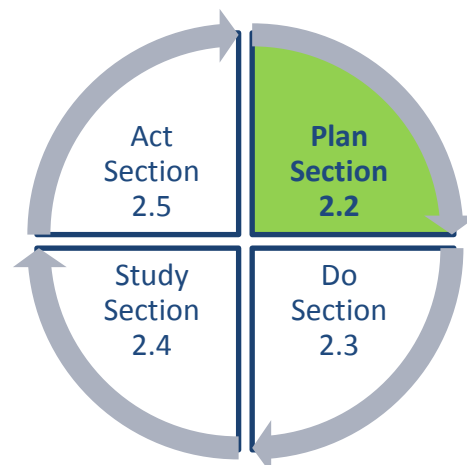 Act
Section
2.5
Plan
Section
2.2
Study
Section
2.4
Do
Section
2.3